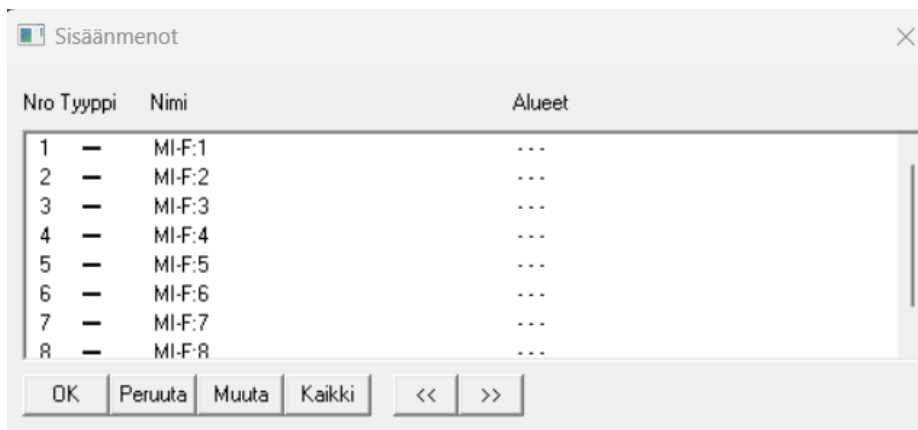 Sisäänmenot
Nro Tyyppi Nimi Alueet
1 – MI-F:1 - - -
2 – MI-F:2 - - -
3 – MI-F:3 - - -
4 – MI-F:4 - - -
5 – MI-F:5 - - -
6 – MI-F:6 - - -
7 – MI-F:7 - - -
8 – MI-F:8 - - -
OK Peruuta Muuta Kaikki << >>